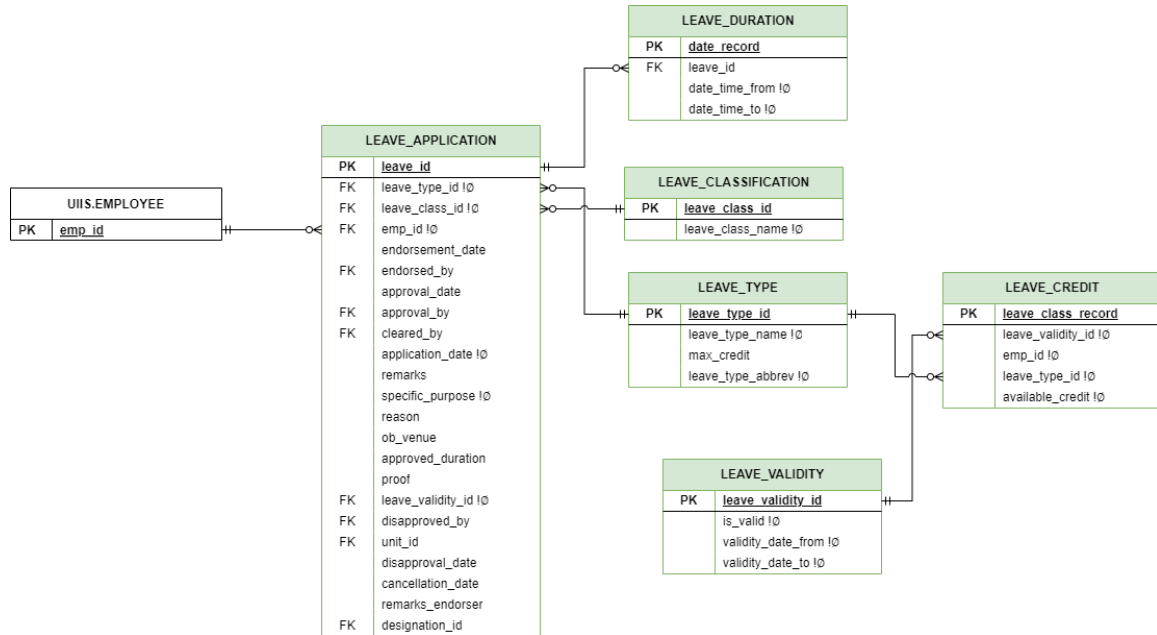 LEAVE_DURATION
PK date_record
FK leave_id
date_time_from !Ø
date_time_to !Ø
LEAVE_APPLICATION
PK leave_id
FK leave_type_id !Ø
FK leave_class_id !Ø
FK emp_id !Ø
endorsement_date
FK endorsed_by
approval_date
FK approval_by
FK cleared_by
application_date !Ø
remarks
specific_purpose !Ø
reason
ob_venue
approved_duration
proof
FK leave_validity_id !Ø
FK disapproved_by
FK unit_id
disapproval_date
cancellation_date
remarks_endorser
FK designation_id
UIIS.EMPLOYEE
PK emp_id
LEAVE_CLASSIFICATION
PK leave_class_id
leave_class_name !Ø
LEAVE_TYPE
PK leave_type_id
leave_type_name !Ø
max_credit
leave_type_abbrev !Ø
LEAVE_CREDIT
PK leave_class_record
leave_validity_id !Ø
emp_id !Ø
leave_type_id !Ø
available_credit !Ø
LEAVE_VALIDITY
PK leave_validity_id
is_valid !Ø
validity_date_from !Ø
validity_date_to !Ø